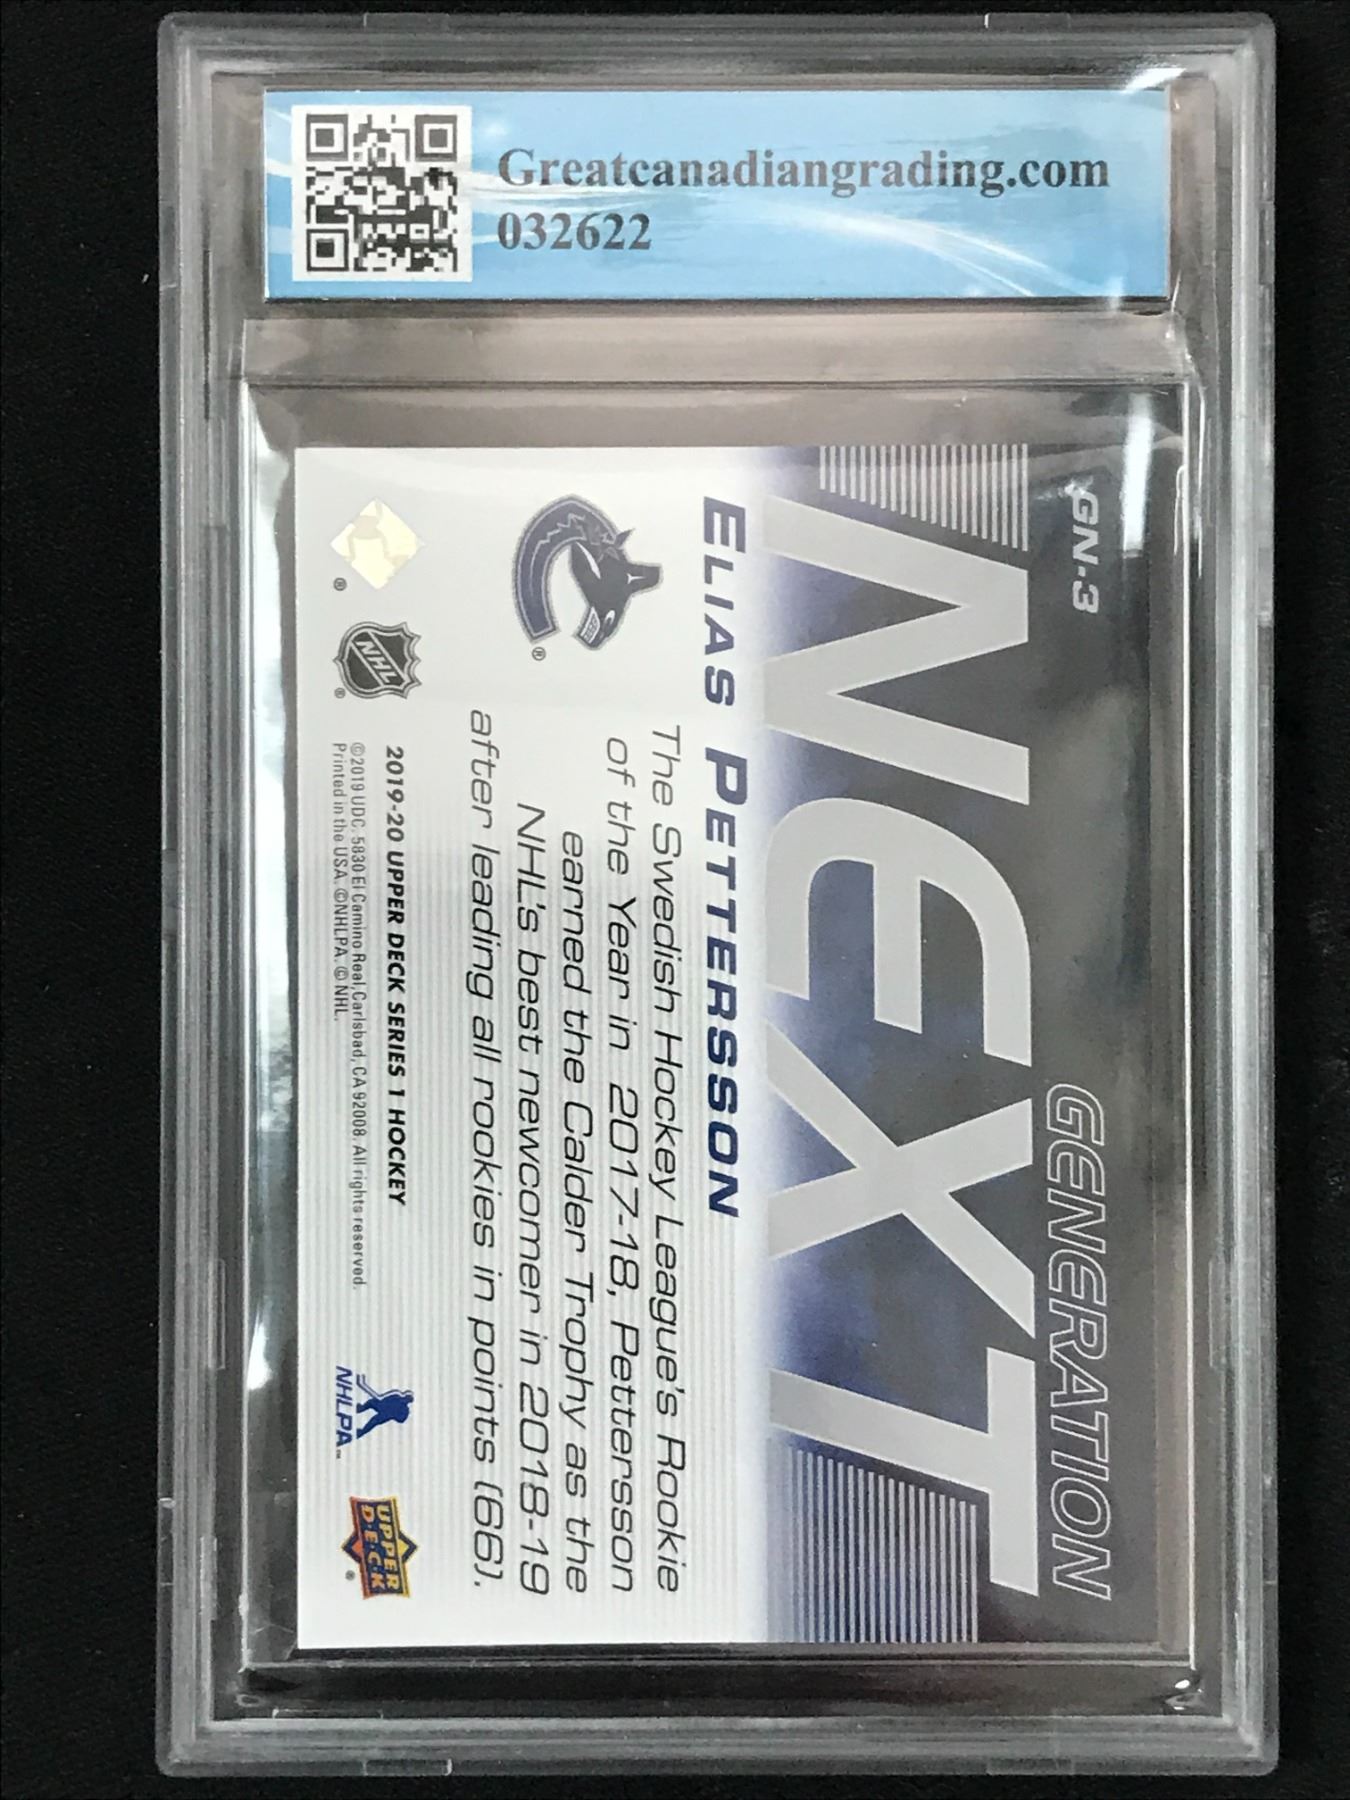 Greatcanadiangrading.com
032622
GN-3
GENERATION
NEXT
ELIAS PETTERSSON
The Swedish Hockey League's Rookie
of the Year in 2017-18, Pettersson
earned the Calder Trophy as the
NHL's best newcomer in 2018-19
after leading all rookies in points (66).
®
®
NHL
®
2019-20 UPPER DECK SERIES 1 HOCKEY
©2019 UDC. 5830 El Camino Real, Carlsbad, CA 92008. All rights reserved.
Printed in the USA. ©NHLPA. ©NHL.
NHLPA™
UPPER
DECK
®